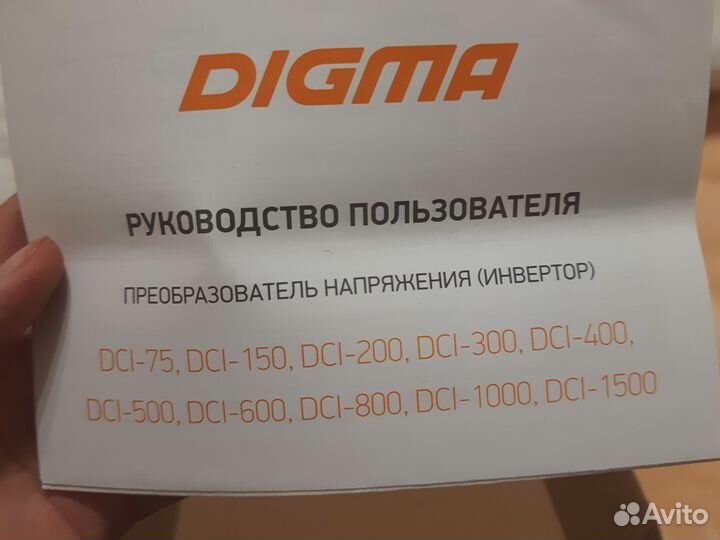 DIGMA
РУКОВОДСТВО ПОЛЬЗОВАТЕЛЯ
ПРЕОБРАЗОВАТЕЛЬ НАПРЯЖЕНИЯ (ИНВЕРТОР)
DCI-75, DCI-150, DCI-200, DCI-300, DCI-400,
DCI-500, DCI-600, DCI-800, DCI-1000, DCI-1500
Avito